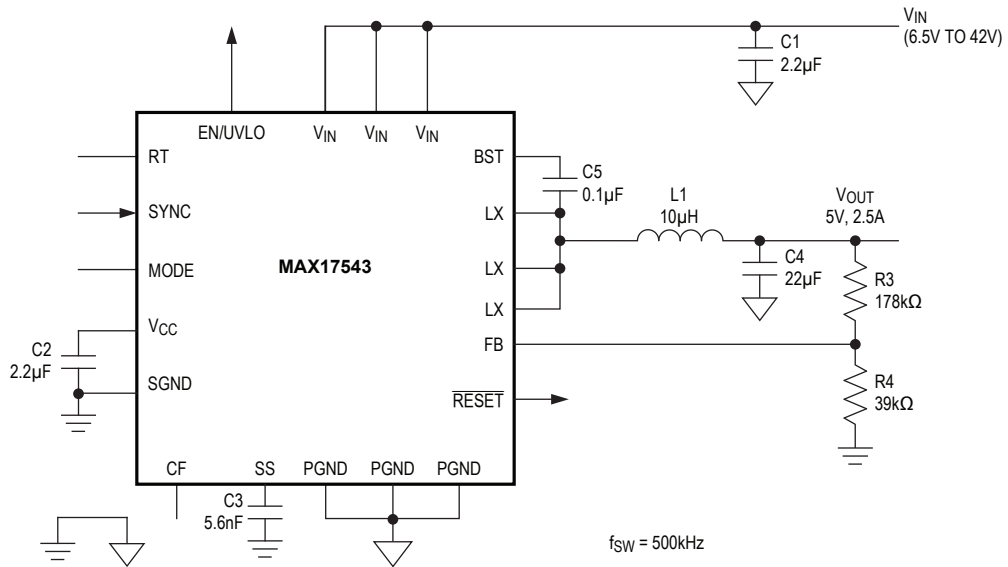 VIN
(6.5V TO 42V)
C1
2.2µF
EN/UVLO
VIN
VIN
VIN
RT
BST
C5
0.1µF
SYNC
LX
L1
10µH
VOUT
5V, 2.5A
MODE
MAX17543
LX
C4
22µF
R3
178kΩ
LX
VCC
C2
2.2µF
FB
SGND
RESET
R4
39kΩ
CF
SS
PGND
PGND
PGND
C3
5.6nF
fSW = 500kHz